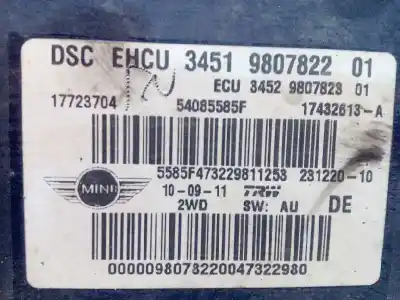 DSC EHCU 3451 9807822 01
ECU 3452 9807823 01
17723704 54085585F 17432613-A
5585F473229811253 231220-10
MINI
10-09-11 TRW
2WD SW: AU DE
0000098078220047322980